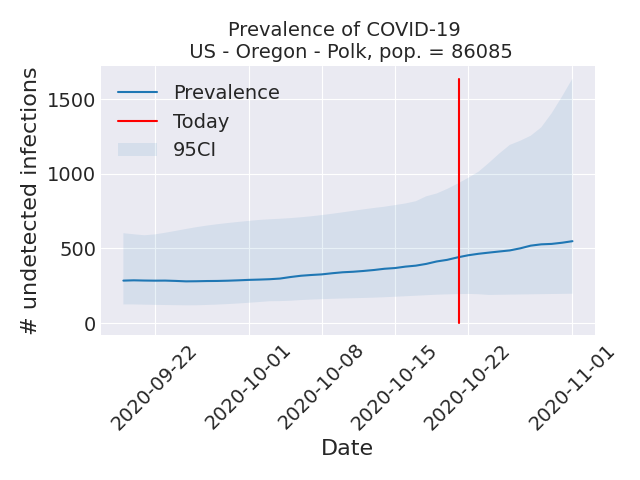 Prevalence of COVID-19
US - Oregon - Polk, pop. = 86085
# undetected infections
1500
1000
500
0
Prevalence
Today
95CI
2020-09-22
2020-10-01
2020-10-08
2020-10-15
2020-10-22
2020-11-01
Date